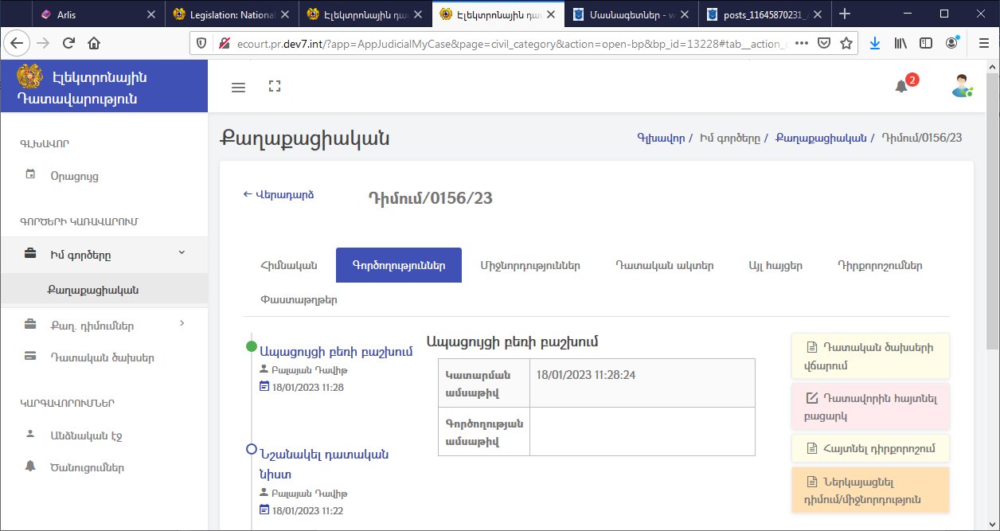 Arlis
Legislation: National
Էլեկտրոնային դա
Էլեկտրոնային դա
Մասնագետներ - w
posts_11645870231_
ecourt.pr.dev7.int/?app=AppJudicialMyCase&page=civil_category&action=open-bp&bp_id=13228#tab__action_
Էլեկտրոնային
Դատավարություն
2
ԳԼԽԱՎՈՐ
Օրացույց
ԳՈՐԾԵՐԻ ԿԱՌԱՎԱՐՈՒՄ
Իմ գործերը
Քաղաքացիական
Քաղ. դիմումներ
Դատական ծախսեր
ԿԱՐԳԱՎՈՐՈՒՄՆԵՐ
Անձնական էջ
Ծանուցումներ
Քաղաքացիական
Գլխավոր / Իմ գործերը / Քաղաքացիական / Դիմում/0156/23
← Վերադարձ
Դիմում/0156/23
Հիմնական
Գործողություններ
Միջնորդություններ
Դատական ակտեր
Այլ հայցեր
Դիրքորոշումներ
Փաստաթղթեր
Ապացույցի բեռի բաշխում
Բալայան Դավիթ
18/01/2023 11:28
Նշանակել դատական
նիստ
Բալայան Դավիթ
18/01/2023 11:22
Ապացույցի բեռի բաշխում
Կատարման
ամսաթիվ
18/01/2023 11:28:24
Գործողության
ամսաթիվ
Դատական ծախսերի
վճարում
Դատավորին հայտնել
բացարկ
Հայտնել դիրքորոշում
Ներկայացնել
դիմում/միջնորդություն